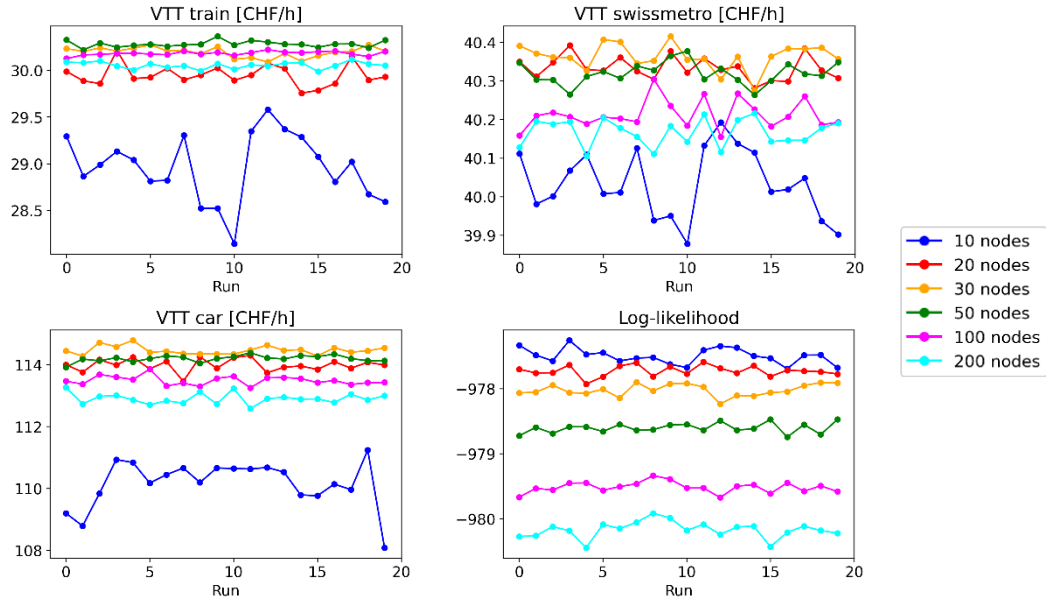 VTT train [CHF/h]
30.0
29.5
29.0
28.5
0
5
10
15
20
Run
VTT swissmetro [CHF/h]
40.4
40.3
40.2
40.1
40.0
39.9
0
5
10
15
20
Run
10 nodes
20 nodes
30 nodes
50 nodes
100 nodes
200 nodes
VTT car [CHF/h]
114
112
110
108
0
5
10
15
20
Run
Log-likelihood
−978
−979
−980
0
5
10
15
20
Run